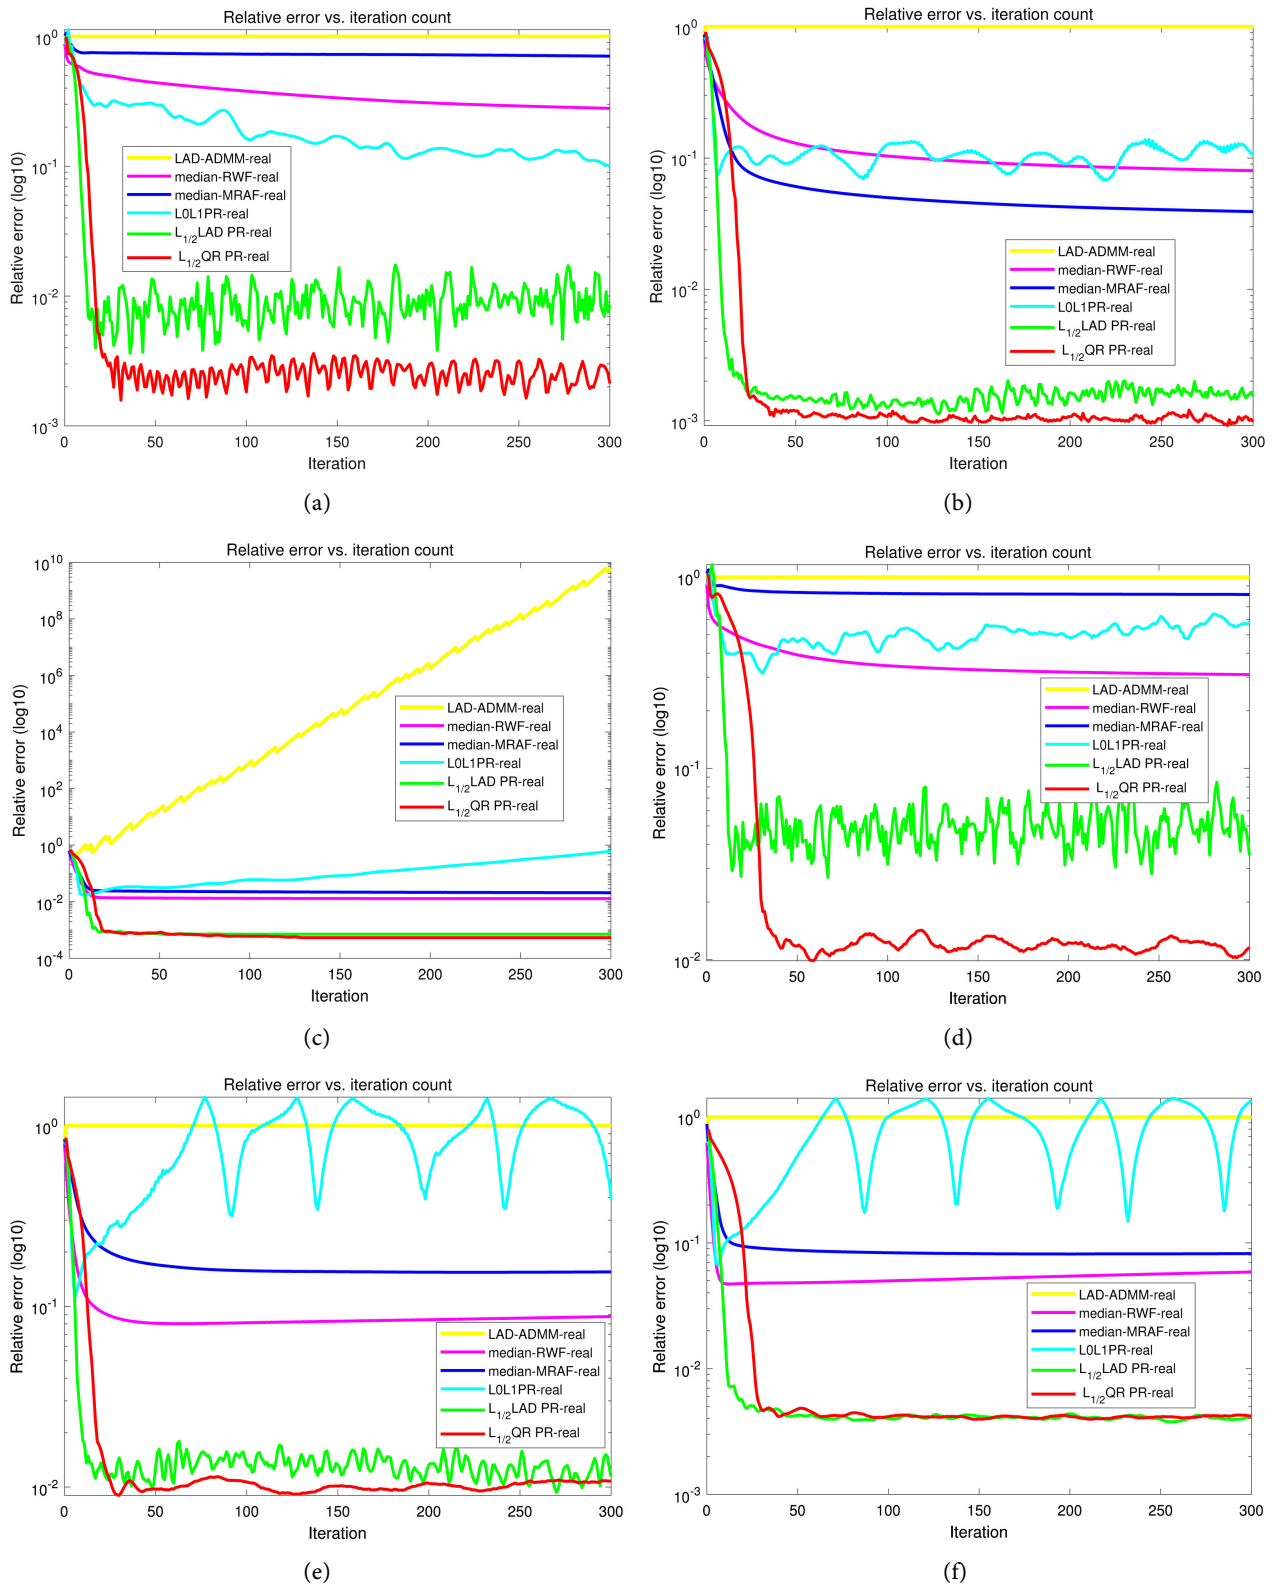 Relative error vs. iteration count
Relative error (log10)
10^0
10^-1
10^-2
10^-3
LAD-ADMM-real
median-RWF-real
median-MRAF-real
L0L1PR-real
L_1/2LAD PR-real
L_1/2QR PR-real
0 50 100 150 200 250 300
Iteration
(a)
Relative error vs. iteration count
Relative error (log10)
10^0
10^-1
10^-2
10^-3
LAD-ADMM-real
median-RWF-real
median-MRAF-real
L0L1PR-real
L_1/2LAD PR-real
L_1/2QR PR-real
0 50 100 150 200 250 300
Iteration
(b)
Relative error vs. iteration count
Relative error (log10)
10^10
10^8
10^6
10^4
10^2
10^0
10^-2
10^-4
LAD-ADMM-real
median-RWF-real
median-MRAF-real
L0L1PR-real
L_1/2LAD PR-real
L_1/2QR PR-real
0 50 100 150 200 250 300
Iteration
(c)
Relative error vs. iteration count
Relative error (log10)
10^0
10^-1
10^-2
LAD-ADMM-real
median-RWF-real
median-MRAF-real
L0L1PR-real
L_1/2LAD PR-real
L_1/2QR PR-real
0 50 100 150 200 250 300
Iteration
(d)
Relative error vs. iteration count
Relative error (log10)
10^0
10^-1
10^-2
LAD-ADMM-real
median-RWF-real
median-MRAF-real
L0L1PR-real
L_1/2LAD PR-real
L_1/2QR PR-real
0 50 100 150 200 250 300
Iteration
(e)
Relative error vs. iteration count
Relative error (log10)
10^0
10^-1
10^-2
10^-3
LAD-ADMM-real
median-RWF-real
median-MRAF-real
L0L1PR-real
L_1/2LAD PR-real
L_1/2QR PR-real
0 50 100 150 200 250 300
Iteration
(f)